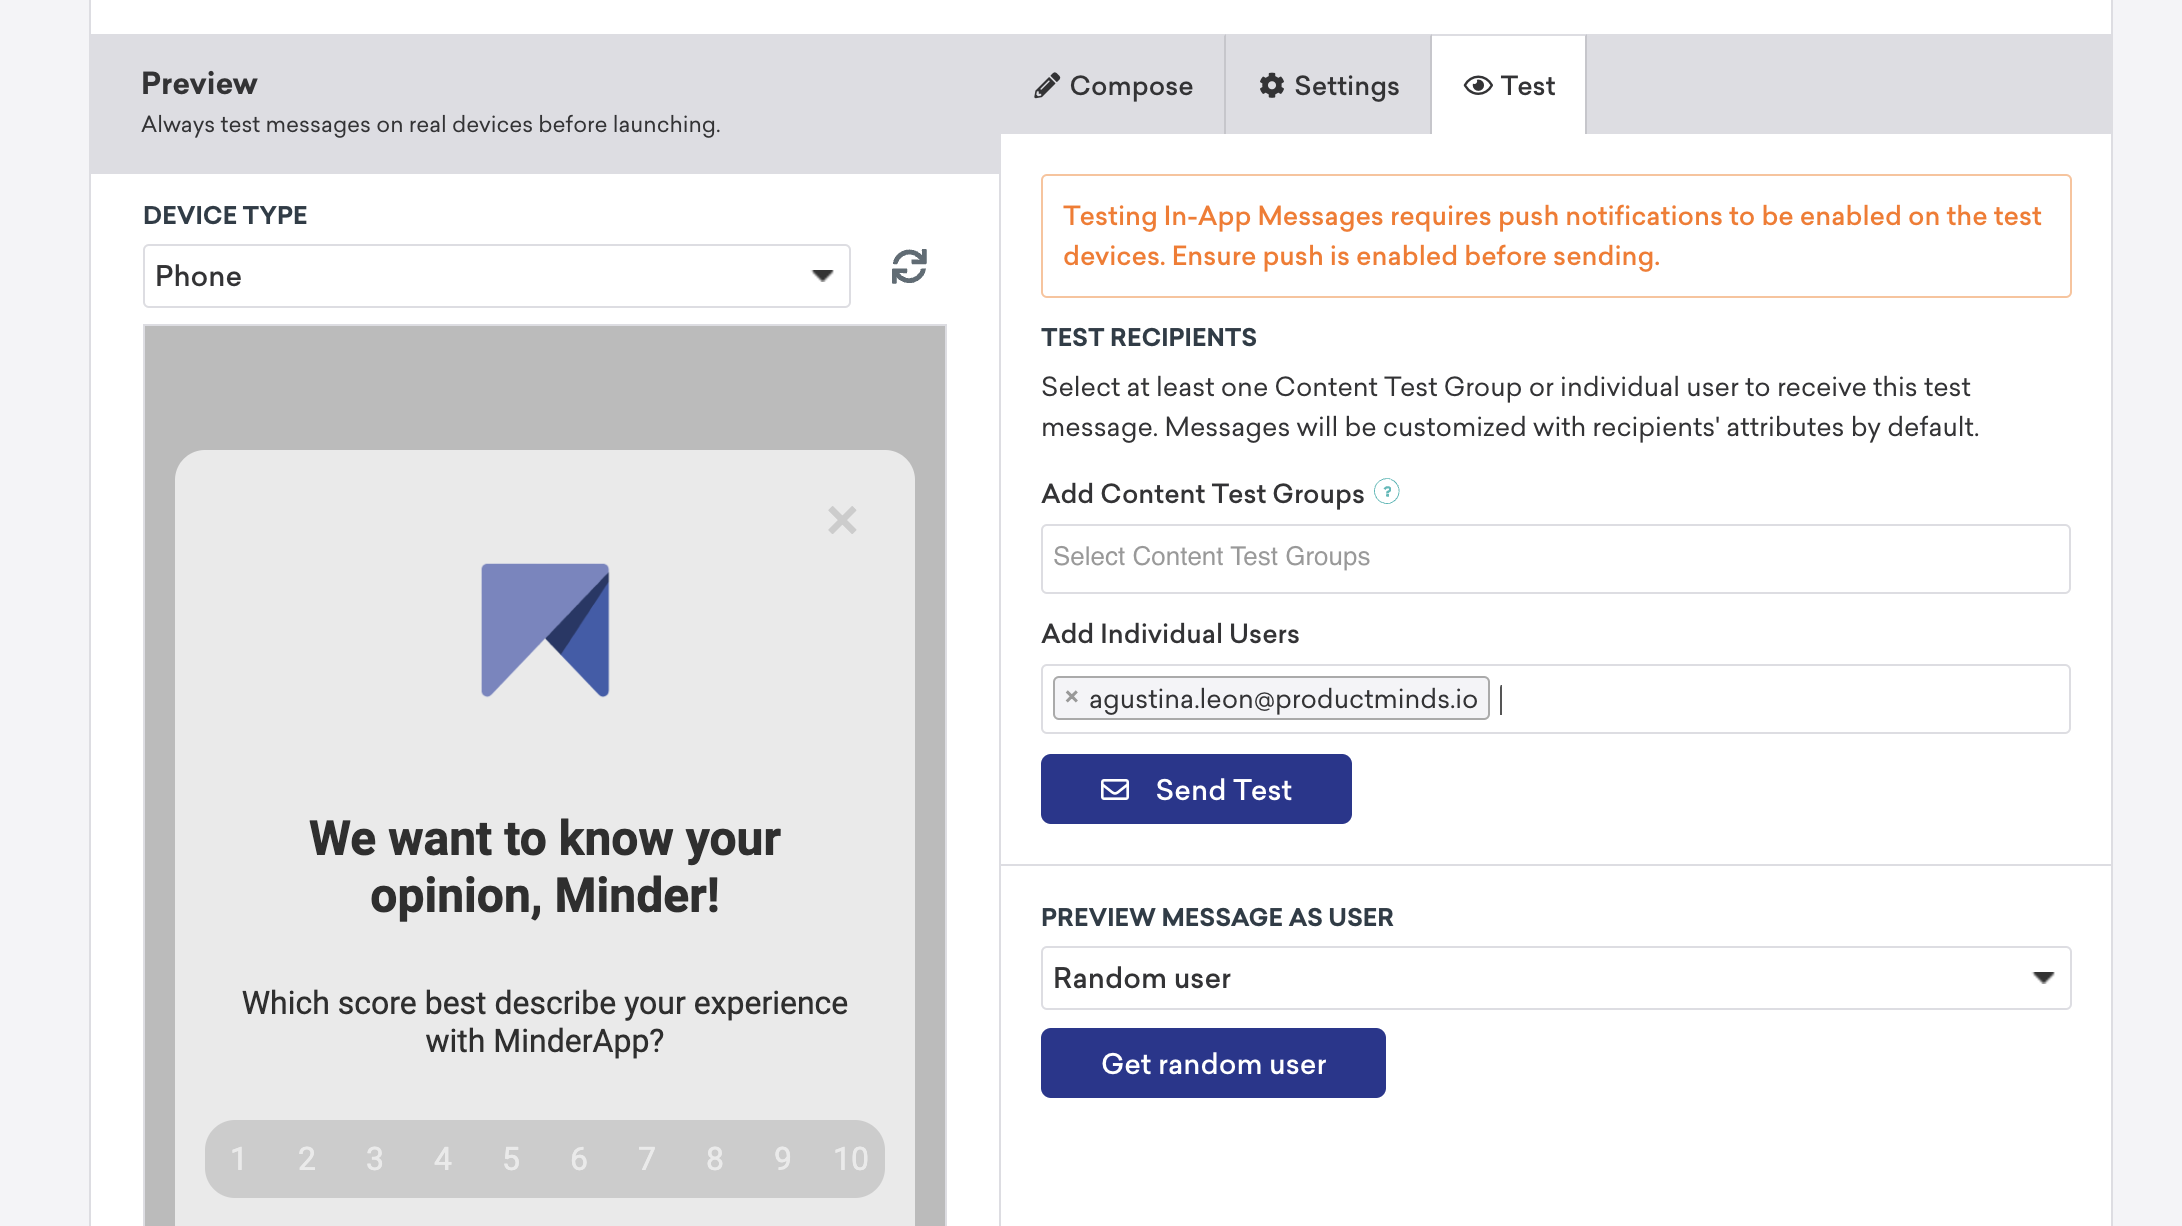 Preview
Always test messages on real devices before launching.
Compose
Settings
Test
DEVICE TYPE
Phone
We want to know your
opinion, Minder!
Which score best describe your experience
with MinderApp?
1 2 3 4 5 6 7 8 9 10
Testing In-App Messages requires push notifications to be enabled on the test
devices. Ensure push is enabled before sending.
TEST RECIPIENTS
Select at least one Content Test Group or individual user to receive this test
message. Messages will be customized with recipients' attributes by default.
Add Content Test Groups ?
Select Content Test Groups
Add Individual Users
× agustina.leon@productminds.io
Send Test
PREVIEW MESSAGE AS USER
Random user
Get random user